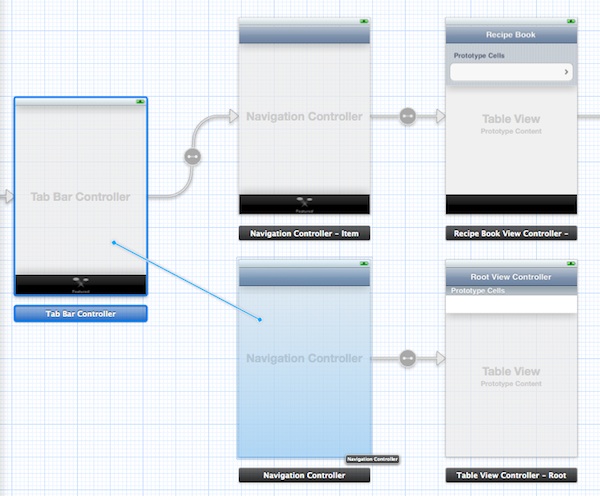 Recipe Book
Prototype Cells
Table View
Prototype Content
Navigation Controller
Featured
Navigation Controller - Item
Recipe Book View Controller -
Tab Bar Controller
Featured
Tab Bar Controller
Navigation Controller
Navigation Controller
Navigation Controller
Root View Controller
Prototype Cells
Table View
Prototype Content
Table View Controller - Root